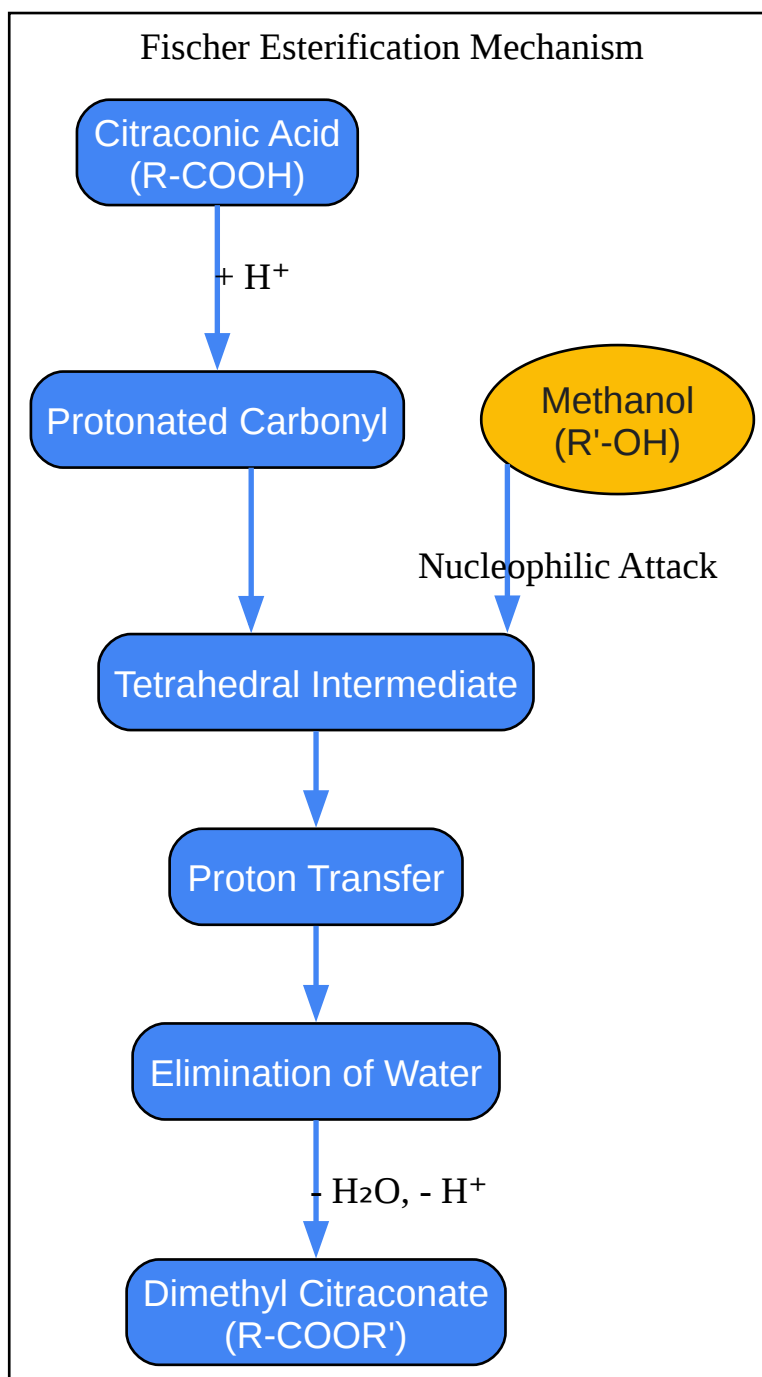 Fischer Esterification Mechanism
Citraconic Acid
(R-COOH)
+ H⁺
Protonated Carbonyl
Methanol
(R'-OH)
Nucleophilic Attack
Tetrahedral Intermediate
Proton Transfer
Elimination of Water
- H₂O, - H⁺
Dimethyl Citraconate
(R-COOR')